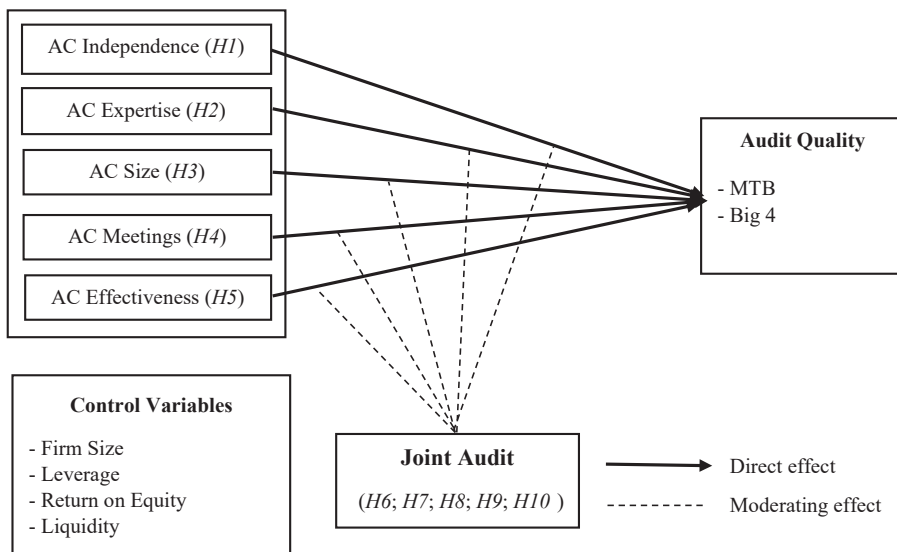 AC Independence (H1)
AC Expertise (H2)
AC Size (H3)
AC Meetings (H4)
AC Effectiveness (H5)
Audit Quality
- MTB
- Big 4
Control Variables
- Firm Size
- Leverage
- Return on Equity
- Liquidity
Joint Audit
(H6; H7; H8; H9; H10 )
Direct effect
Moderating effect